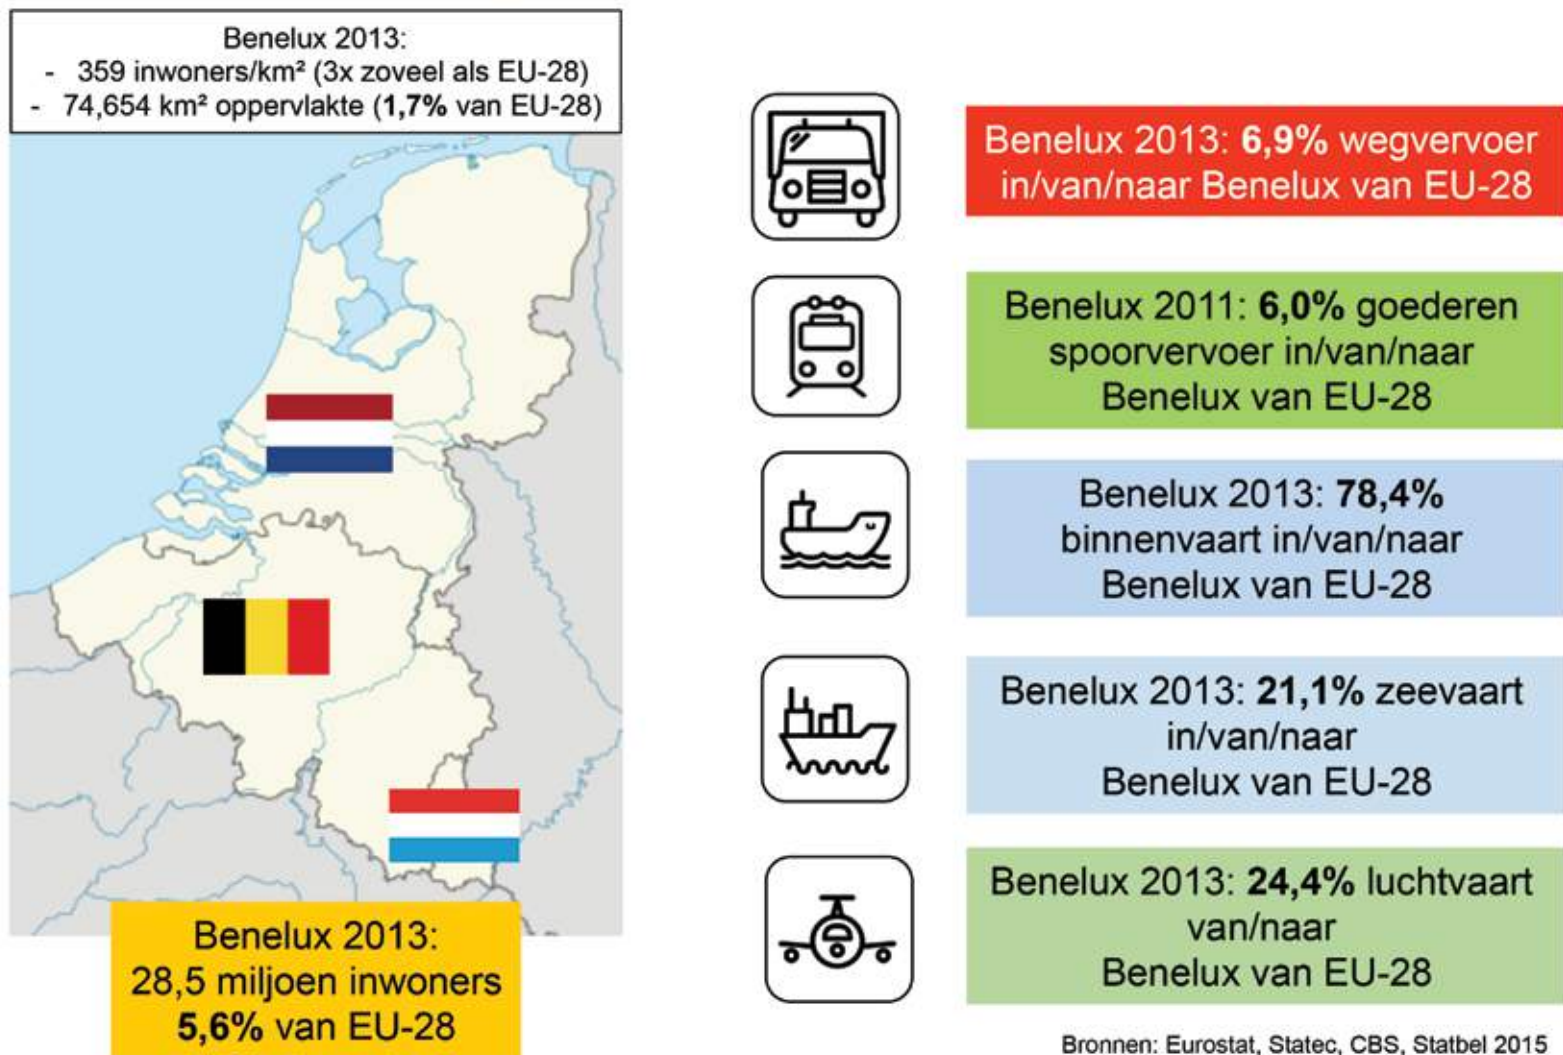 Benelux 2013:
- 359 inwoners/km² (3x zoveel als EU-28)
- 74,654 km² oppervlakte (1,7% van EU-28)
Benelux 2013:
28,5 miljoen inwoners
5,6% van EU-28
Benelux 2013: 6,9% wegvervoer
in/van/naar Benelux van EU-28
Benelux 2011: 6,0% goederen
spoorvervoer in/van/naar
Benelux van EU-28
Benelux 2013: 78,4%
binnenvaart in/van/naar
Benelux van EU-28
Benelux 2013: 21,1% zeevaart
in/van/naar
Benelux van EU-28
Benelux 2013: 24,4% luchtvaart
van/naar
Benelux van EU-28
Bronnen: Eurostat, Statec, CBS, Statbel 2015